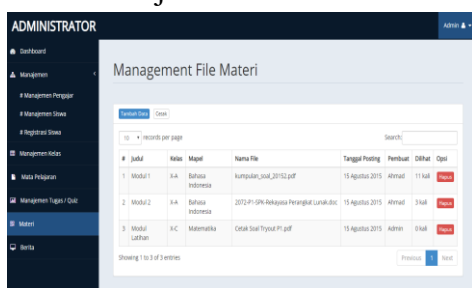 ADMINISTRATOR
Admin
Dashboard
Manajemen
# Manajemen Pengajar
# Manajemen Siswa
# Registrasi Siswa
Manajemen Kelas
Mata Pelajaran
Manajemen Tugas / Quiz
Materi
Berita
Management File Materi
Tambah Data Cetak
10 records per page Search:
# Judul Kelas Mapel Nama File Tanggal Posting Pembuat Dilihat Opsi
1 Modul 1 X-A Bahasa Indonesia kumpulan_soal_20152.pdf 15 Agustus 2015 Ahmad 11 kali Hapus
2 Modul 2 X-A Bahasa Indonesia 2072-P1-SPK-Rekayasa Perangkat Lunak.doc 15 Agustus 2015 Ahmad 3 kali Hapus
3 Modul Latihan X-C Matematika Cetak Soal Tryout P1.pdf 15 Agustus 2015 Admin 0 kali Hapus
Showing 1 to 3 of 3 entries
Previous 1 Next